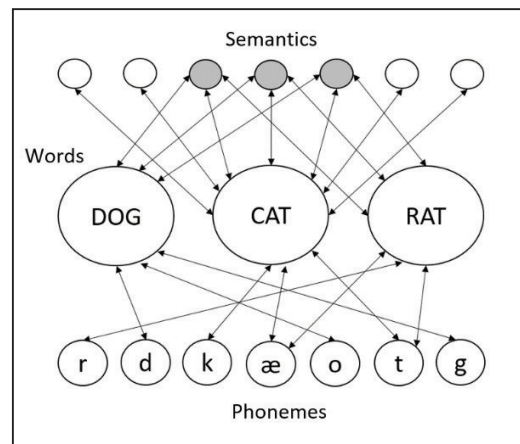 Semantics
Words
DOG CAT RAT
r d k æ o t g
Phonemes